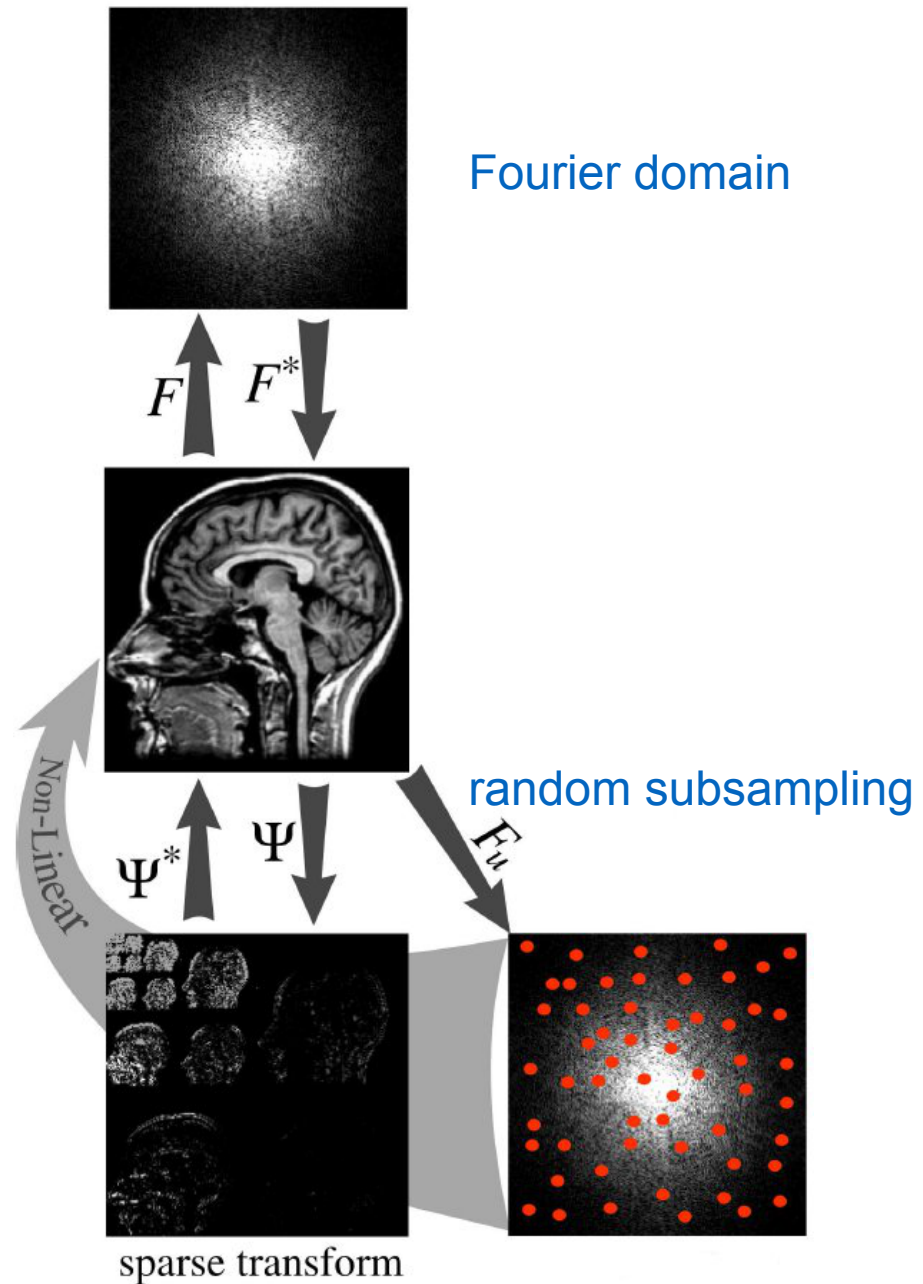 Fourier domain
F
F*
random subsampling
Non-Linear
Ψ*
Ψ
Fu
sparse transform